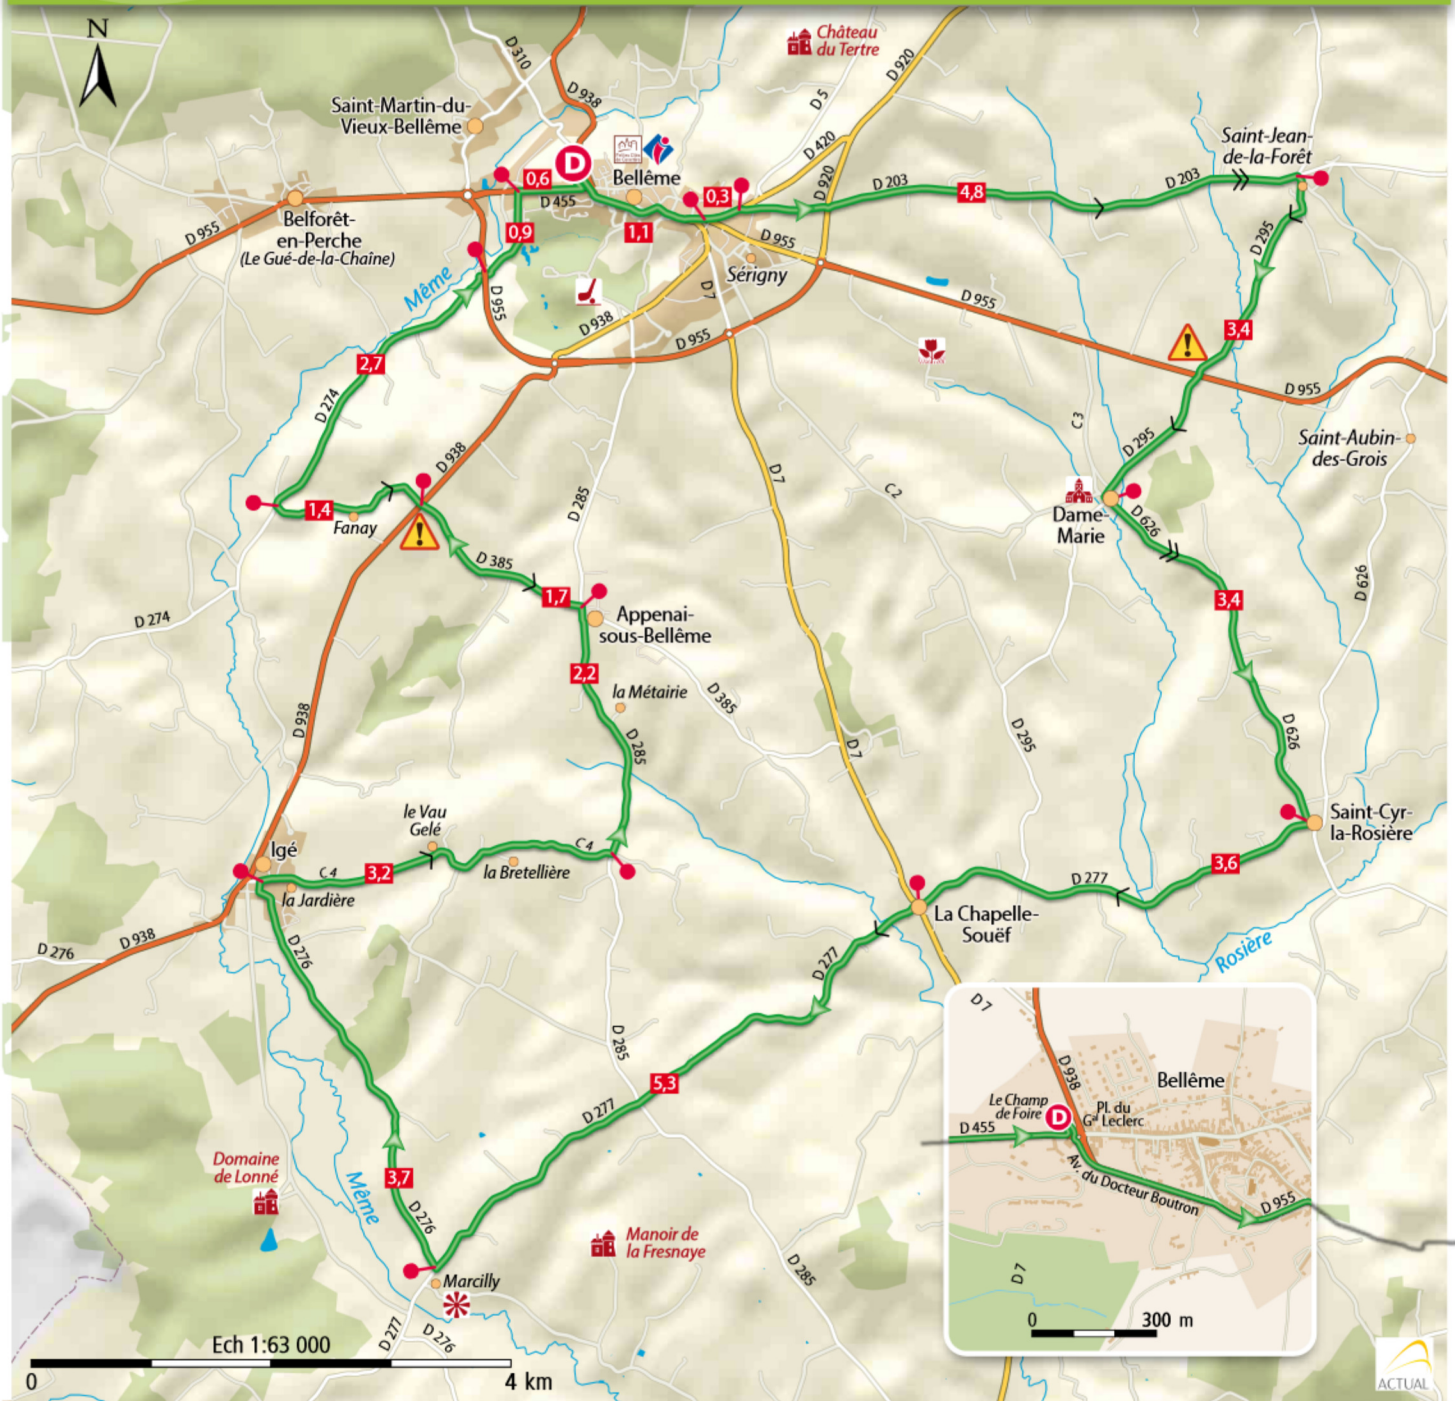 N
Château
du Tertre
D 310
D 938
D 5
D 920
D 420
D 920
Saint-Martin-du-
Vieux-Bellême
D
Bellême
0,6
D 455
0,3
1,1
0,9
D 203
4,8
D 203
Saint-Jean-
de-la-Forêt
D 295
Belforêt-
en-Perche
(Le Gué-de-la-Chaîne)
D 955
Même
D 955
D 955
Sérigny
D 7
D 938
D 955
D 955
3,4
D 955
2,7
D 274
D 938
D 7
C 3
C 2
D 295
Saint-Aubin-
des-Grois
1,4
Fanay
D 285
Dame-
Marie
D 626
D 385
1,7
Appenai-
sous-Bellême
D 626
3,4
D 274
2,2
la Métairie
D 385
D 285
D 938
D 7
D 295
D 626
Saint-Cyr-
la-Rosière
le Vau
Gelé
Igé
C 4
3,2
C 4
la Bretellière
la Jardière
3,6
D 277
La Chapelle-
Souëf
D 276
D 938
D 276
D 277
Rosière
D 7
D 285
5,3
D 277
Domaine
de Lonné
Même
3,7
D 276
Manoir de
la Fresnaye
Marcilly
D 285
D 277
D 276
D 938
Bellême
Le Champ
de Foire
D
Pl. du
Gal Leclerc
D 455
Av. du Docteur Boutron
D 955
D 7
0 300 m
Ech 1:63 000
0 4 km
ACTUAL